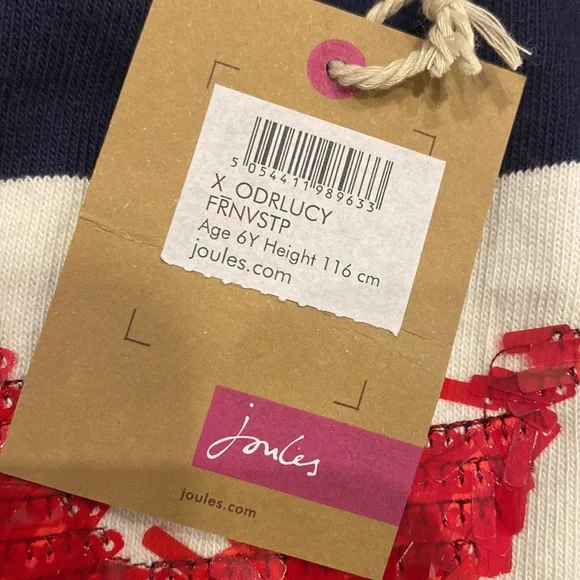 5 054411 989633
X_ODRLUCY
FRNVSTP
Age 6Y Height 116 cm
joules.com
joules
joules.com